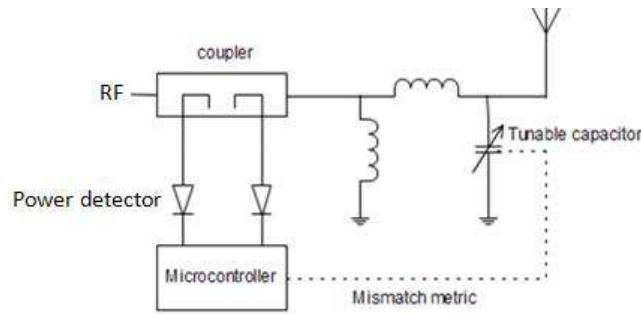 coupler
RF
Tunable capacitor
Power detector
Microcontroller
Mismatch metric